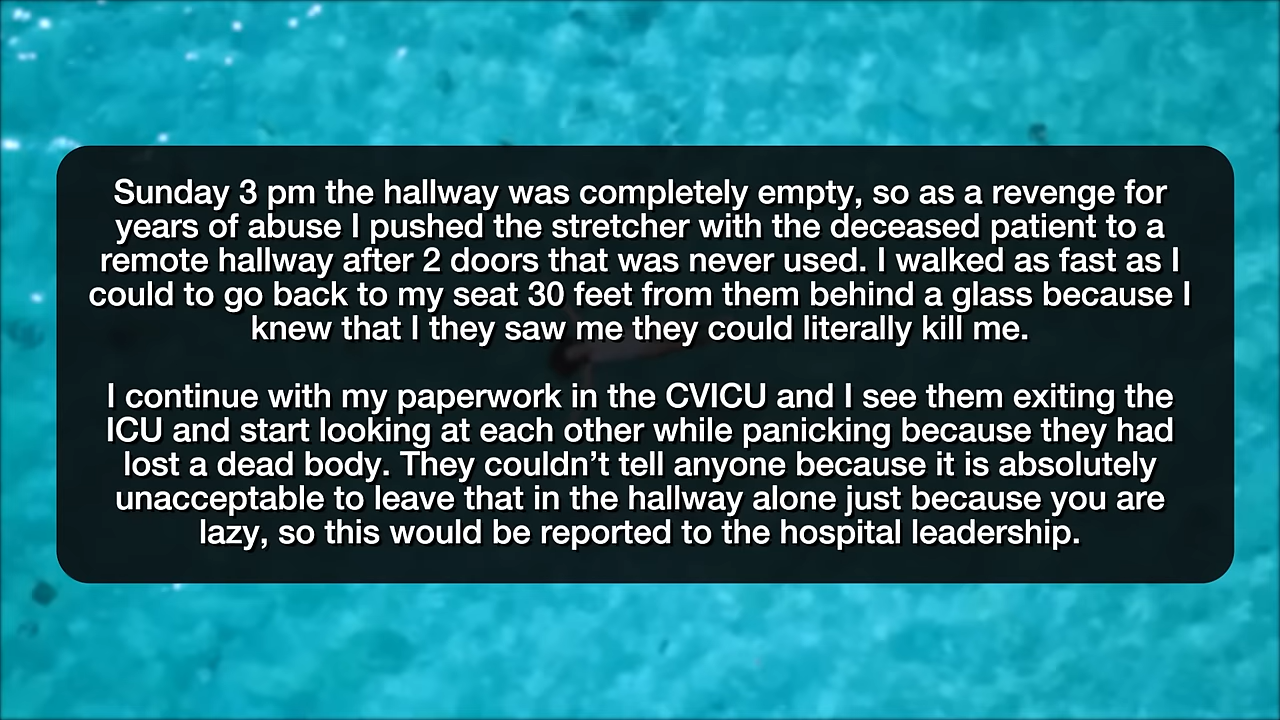 Sunday 3 pm the hallway was completely empty, so as a revenge for
years of abuse I pushed the stretcher with the deceased patient to a
remote hallway after 2 doors that was never used. I walked as fast as I
could to go back to my seat 30 feet from them behind a glass because I
knew that I they saw me they could literally kill me.
I continue with my paperwork in the CVICU and I see them exiting the
ICU and start looking at each other while panicking because they had
lost a dead body. They couldn’t tell anyone because it is absolutely
unacceptable to leave that in the hallway alone just because you are
lazy, so this would be reported to the hospital leadership.